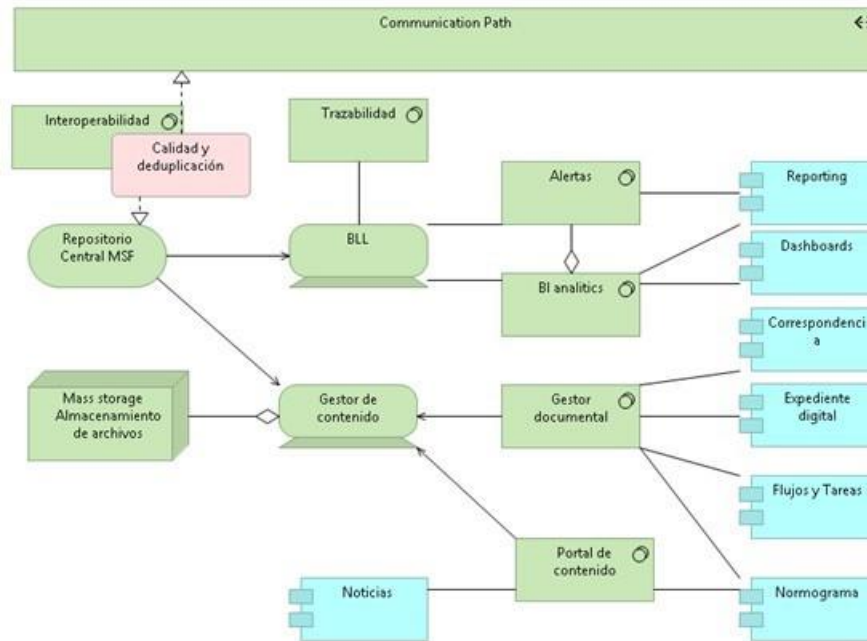 Communication Path
Interoperabilidad
Calidad y
deduplicación
Trazabilidad
Alertas
Reporting
Repositorio
Central MSF
BLL
BI analitics
Dashboards
Correspondenci
a
Mass storage
Almacenamiento
de archivos
Gestor de
contenido
Gestor
documental
Expediente
digital
Flujos y Tareas
Portal de
contenido
Noticias
Normograma